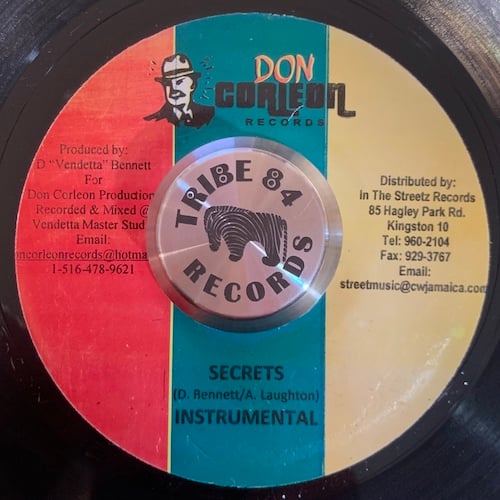 DON
CORLEON
RECORDS
Produced by:
D "Vendetta" Bennett
For
Don Corleon Production
Recorded & Mixed @
Vendetta Master Stud
Email:
oncorleonrecords@hotma
1-516-478-9621
TRIBE 84
RECORDS
Distributed by:
In The Streetz Records
85 Hagley Park Rd.
Kingston 10
Tel: 960-2104
Fax: 929-3767
Email:
streetmusic@cwjamaica.com
SECRETS
(D. Bennett/A. Laughton)
INSTRUMENTAL